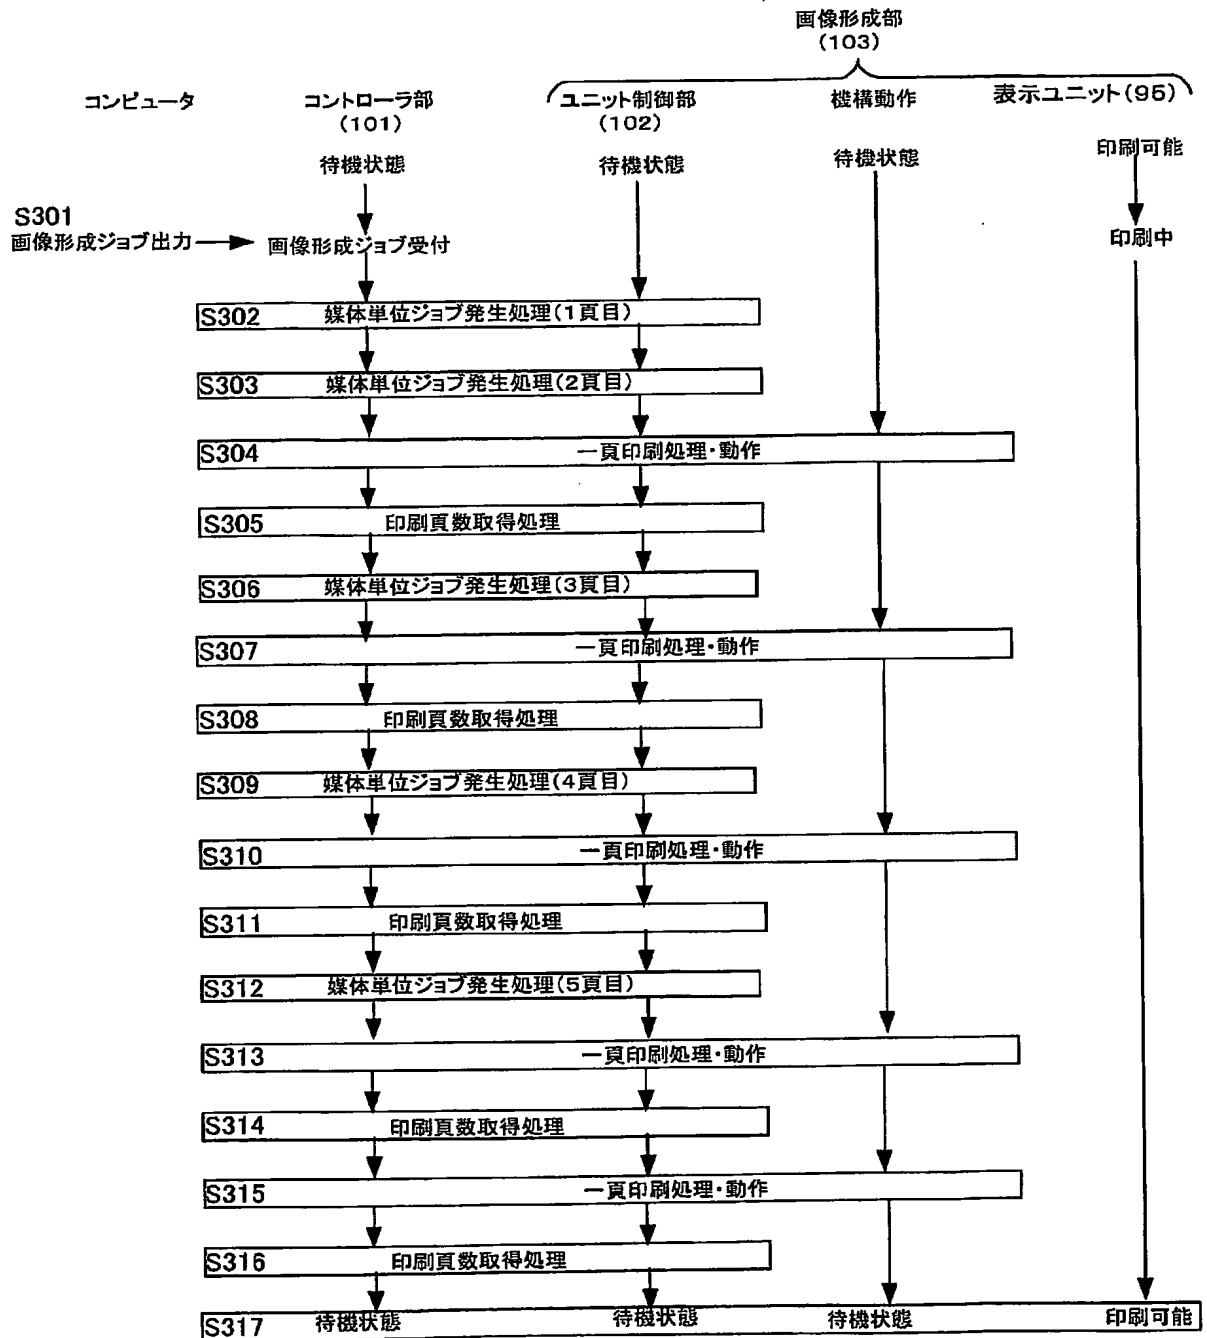 画像形成部
(103)
コンピュータ
コントローラ部
(101)
ユニット制御部
(102)
機構動作
表示ユニット(95)
待機状態
待機状態
待機状態
印刷可能
S301
画像形成ジョブ出力
画像形成ジョブ受付
印刷中
S302 媒体単位ジョブ発生処理(1頁目)
S303 媒体単位ジョブ発生処理(2頁目)
S304 一頁印刷処理・動作
S305 印刷頁数取得処理
S306 媒体単位ジョブ発生処理(3頁目)
S307 一頁印刷処理・動作
S308 印刷頁数取得処理
S309 媒体単位ジョブ発生処理(4頁目)
S310 一頁印刷処理・動作
S311 印刷頁数取得処理
S312 媒体単位ジョブ発生処理(5頁目)
S313 一頁印刷処理・動作
S314 印刷頁数取得処理
S315 一頁印刷処理・動作
S316 印刷頁数取得処理
S317 待機状態 待機状態 待機状態 印刷可能